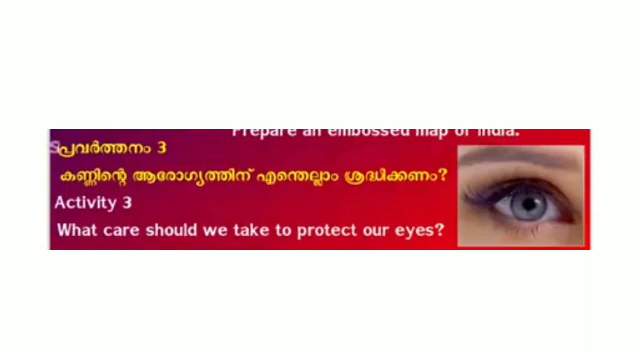 Prepare an embossed map of India.
പ്രവർത്തനം 3
കണ്ണിന്റെ ആരോഗ്യത്തിന് എന്തെല്ലാം ശ്രദ്ധിക്കണം?
Activity 3
What care should we take to protect our eyes?